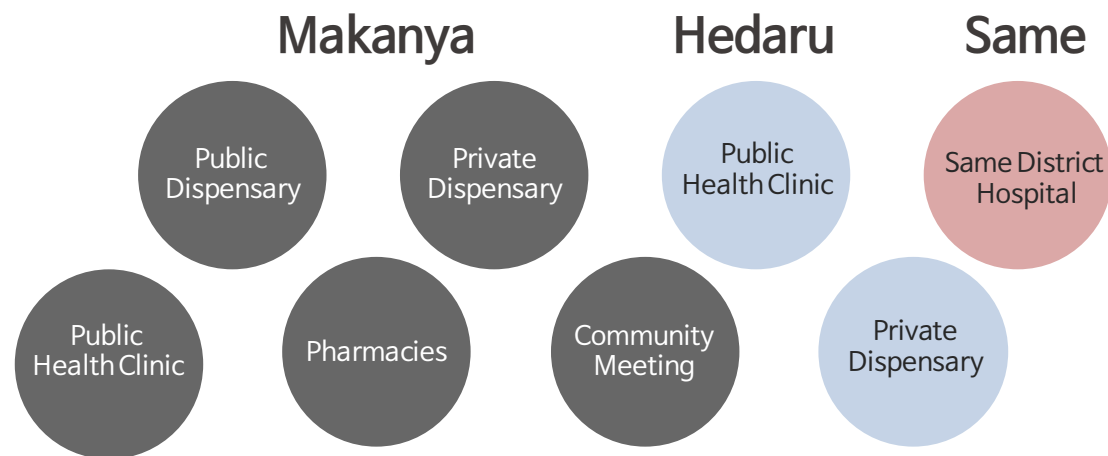 Makanya
Hedaru
Same
Public
Dispensary
Private
Dispensary
Public
Health Clinic
Same District
Hospital
Public
Health Clinic
Pharmacies
Community
Meeting
Private
Dispensary